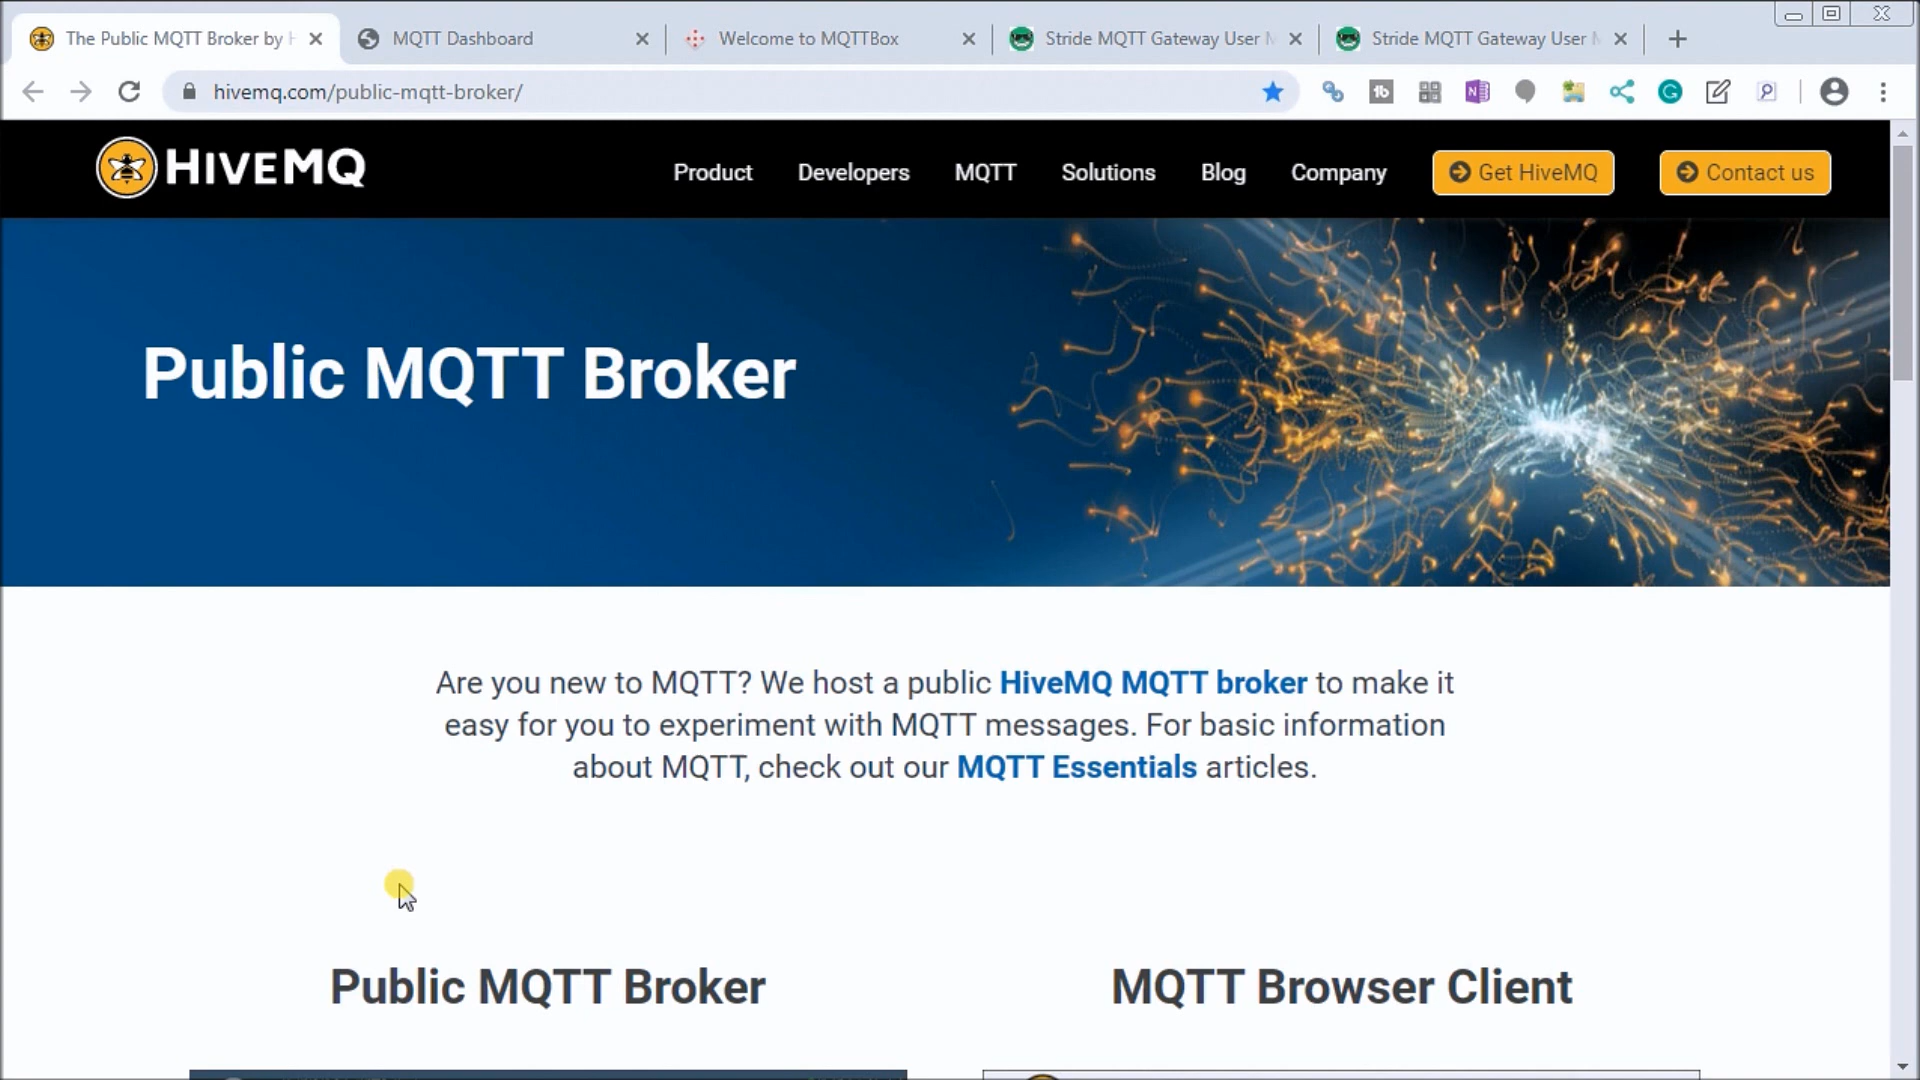 The Public MQTT Broker by H
MQTT Dashboard
Welcome to MQTTBox
Stride MQTT Gateway User M
Stride MQTT Gateway User M
hivemq.com/public-mqtt-broker/
HIVEMQ
Product
Developers
MQTT
Solutions
Blog
Company
Get HiveMQ
Contact us
Public MQTT Broker
Are you new to MQTT? We host a public HiveMQ MQTT broker to make it
easy for you to experiment with MQTT messages. For basic information
about MQTT, check out our MQTT Essentials articles.
Public MQTT Broker
MQTT Browser Client